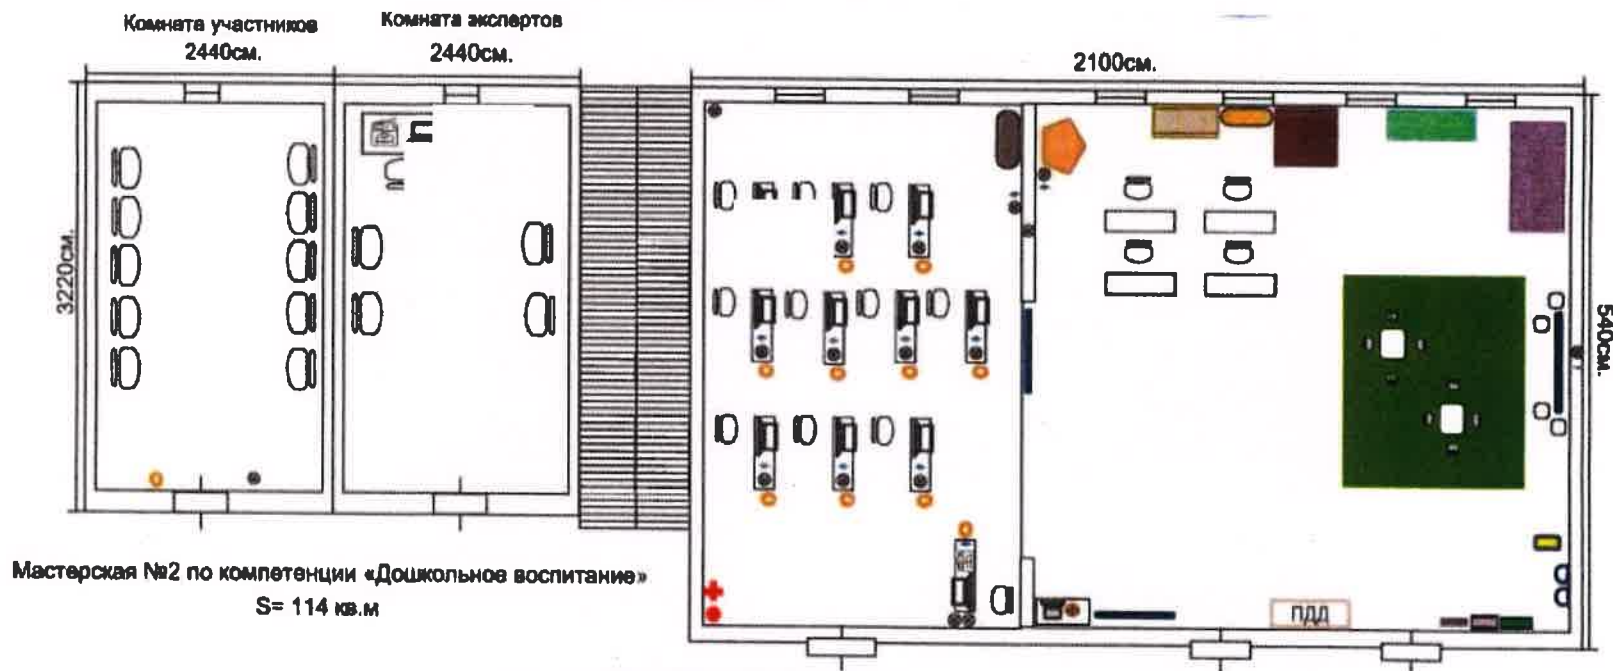 Комната участников
2440см.
Комната экспертов
2440см.
2100см.
3220см.
540см.
ПДД
Мастерская №2 по компетенции «Дошкольное воспитание»
S= 114 кв.м